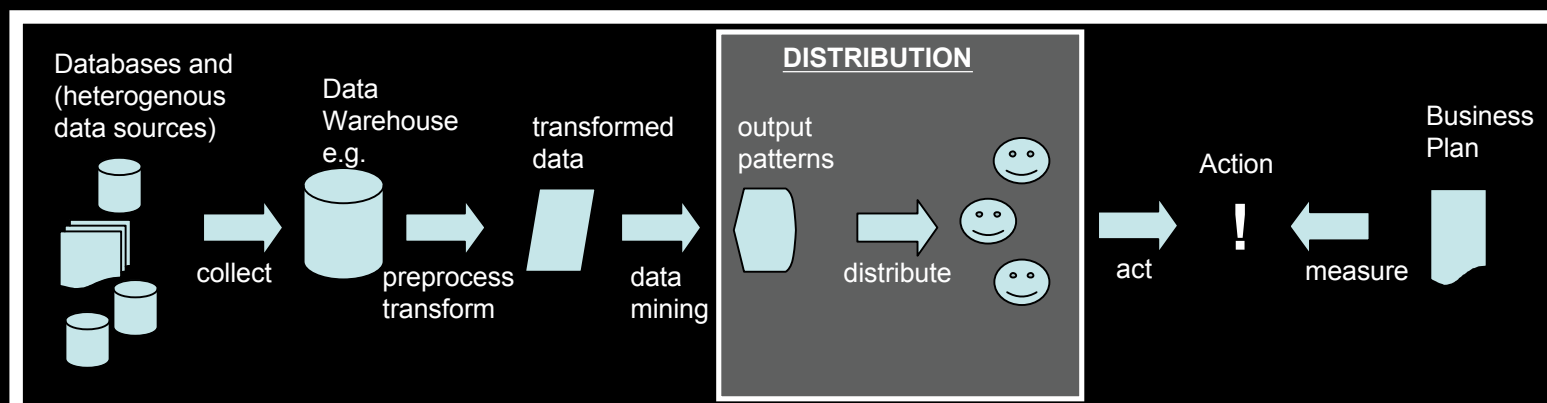 Databases and
(heterogenous
data sources)
collect
Data
Warehouse
e.g.
preprocess
transform
transformed
data
data
mining
DISTRIBUTION
output
patterns
distribute
act
Action
!
measure
Business
Plan